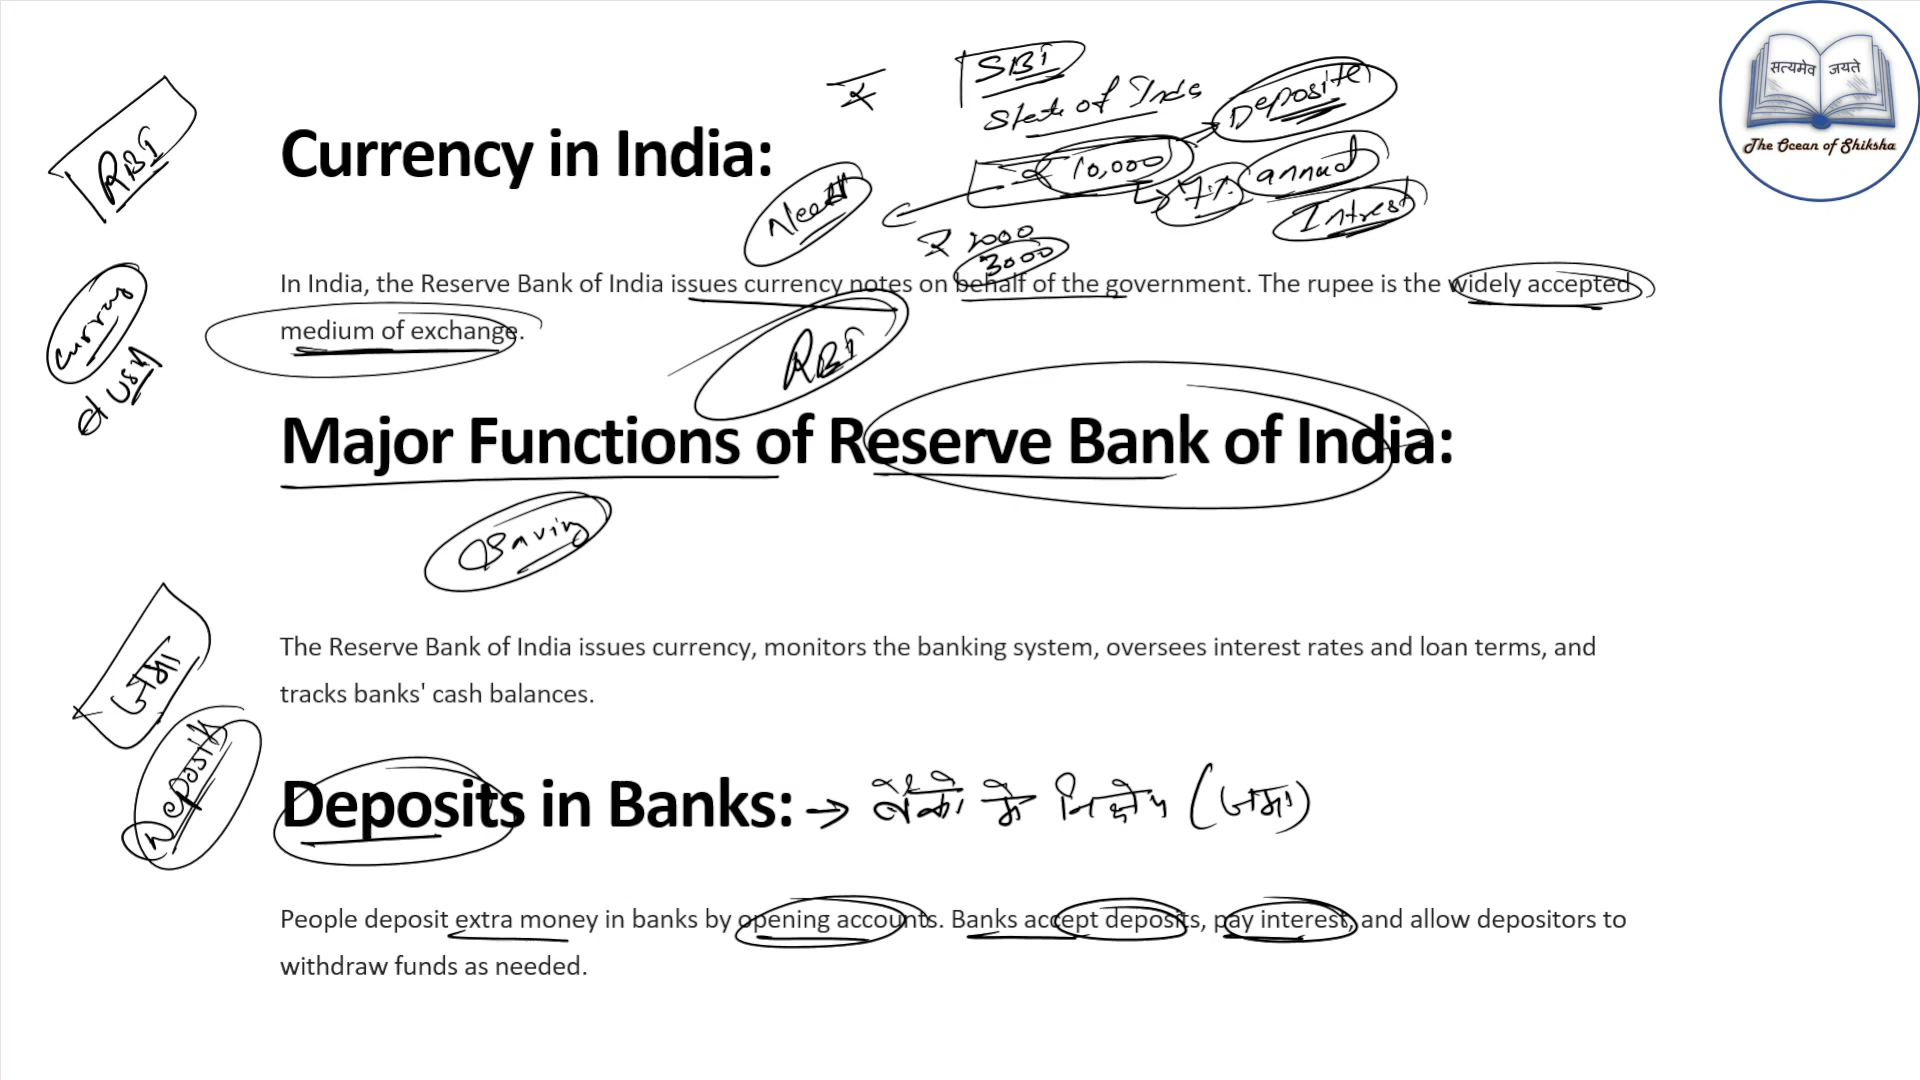 सत्यमेव जयते
The Ocean of Shiksha
RBI
₹
SBI
State of India
Deposite
Currency in India:
₹ 10,000
7% annual
Intrest
Need
₹ 2000
3000
In India, the Reserve Bank of India issues currency notes on behalf of the government. The rupee is the widely accepted
medium of exchange.
RBI
Major Functions of Reserve Bank of India:
Saving
The Reserve Bank of India issues currency, monitors the banking system, oversees interest rates and loan terms, and
tracks banks' cash balances.
जमा
Deposits in Banks: → बैंकों में निक्षेप (जमा)
People deposit extra money in banks by opening accounts. Banks accept deposits, pay interest, and allow depositors to
withdraw funds as needed.